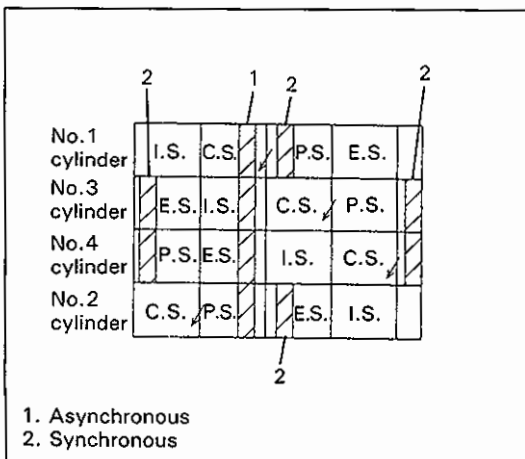 2 1 2 2
No.1 cylinder I.S. C.S. P.S. E.S.
No.3 cylinder E.S. I.S. C.S. P.S.
No.4 cylinder P.S. E.S. I.S. C.S.
No.2 cylinder C.S. P.S. E.S. I.S.
2
1. Asynchronous
2. Synchronous